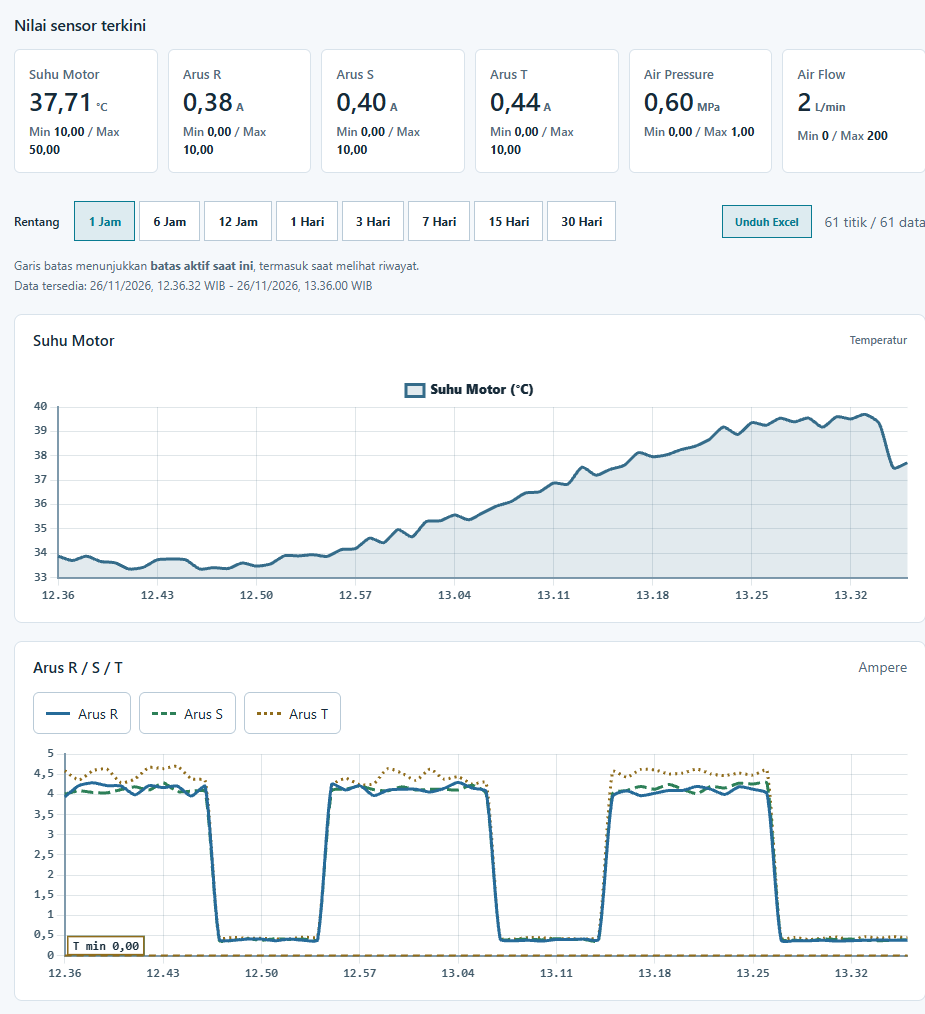 Nilai sensor terkini
Suhu Motor
37,71 °C
Min 10,00 / Max
50,00
Arus R
0,38 A
Min 0,00 / Max
10,00
Arus S
0,40 A
Min 0,00 / Max
10,00
Arus T
0,44 A
Min 0,00 / Max
10,00
Air Pressure
0,60 MPa
Min 0,00 / Max 1,00
Air Flow
2 L/min
Min 0 / Max 200
Rentang 1 Jam 6 Jam 12 Jam 1 Hari 3 Hari 7 Hari 15 Hari 30 Hari Unduh Excel 61 titik / 61 data
Garis batas menunjukkan batas aktif saat ini, termasuk saat melihat riwayat.
Data tersedia: 26/11/2026, 12.36.32 WIB - 26/11/2026, 13.36.00 WIB
Suhu Motor Temperatur
Suhu Motor (°C)
40
39
38
37
36
35
34
33
12.36 12.43 12.50 12.57 13.04 13.11 13.18 13.25 13.32
Arus R / S / T Ampere
Arus R Arus S Arus T
5
4,5
4
3,5
3
2,5
2
1,5
1
0,5
T min 0,00
0
12.36 12.43 12.50 12.57 13.04 13.11 13.18 13.25 13.32